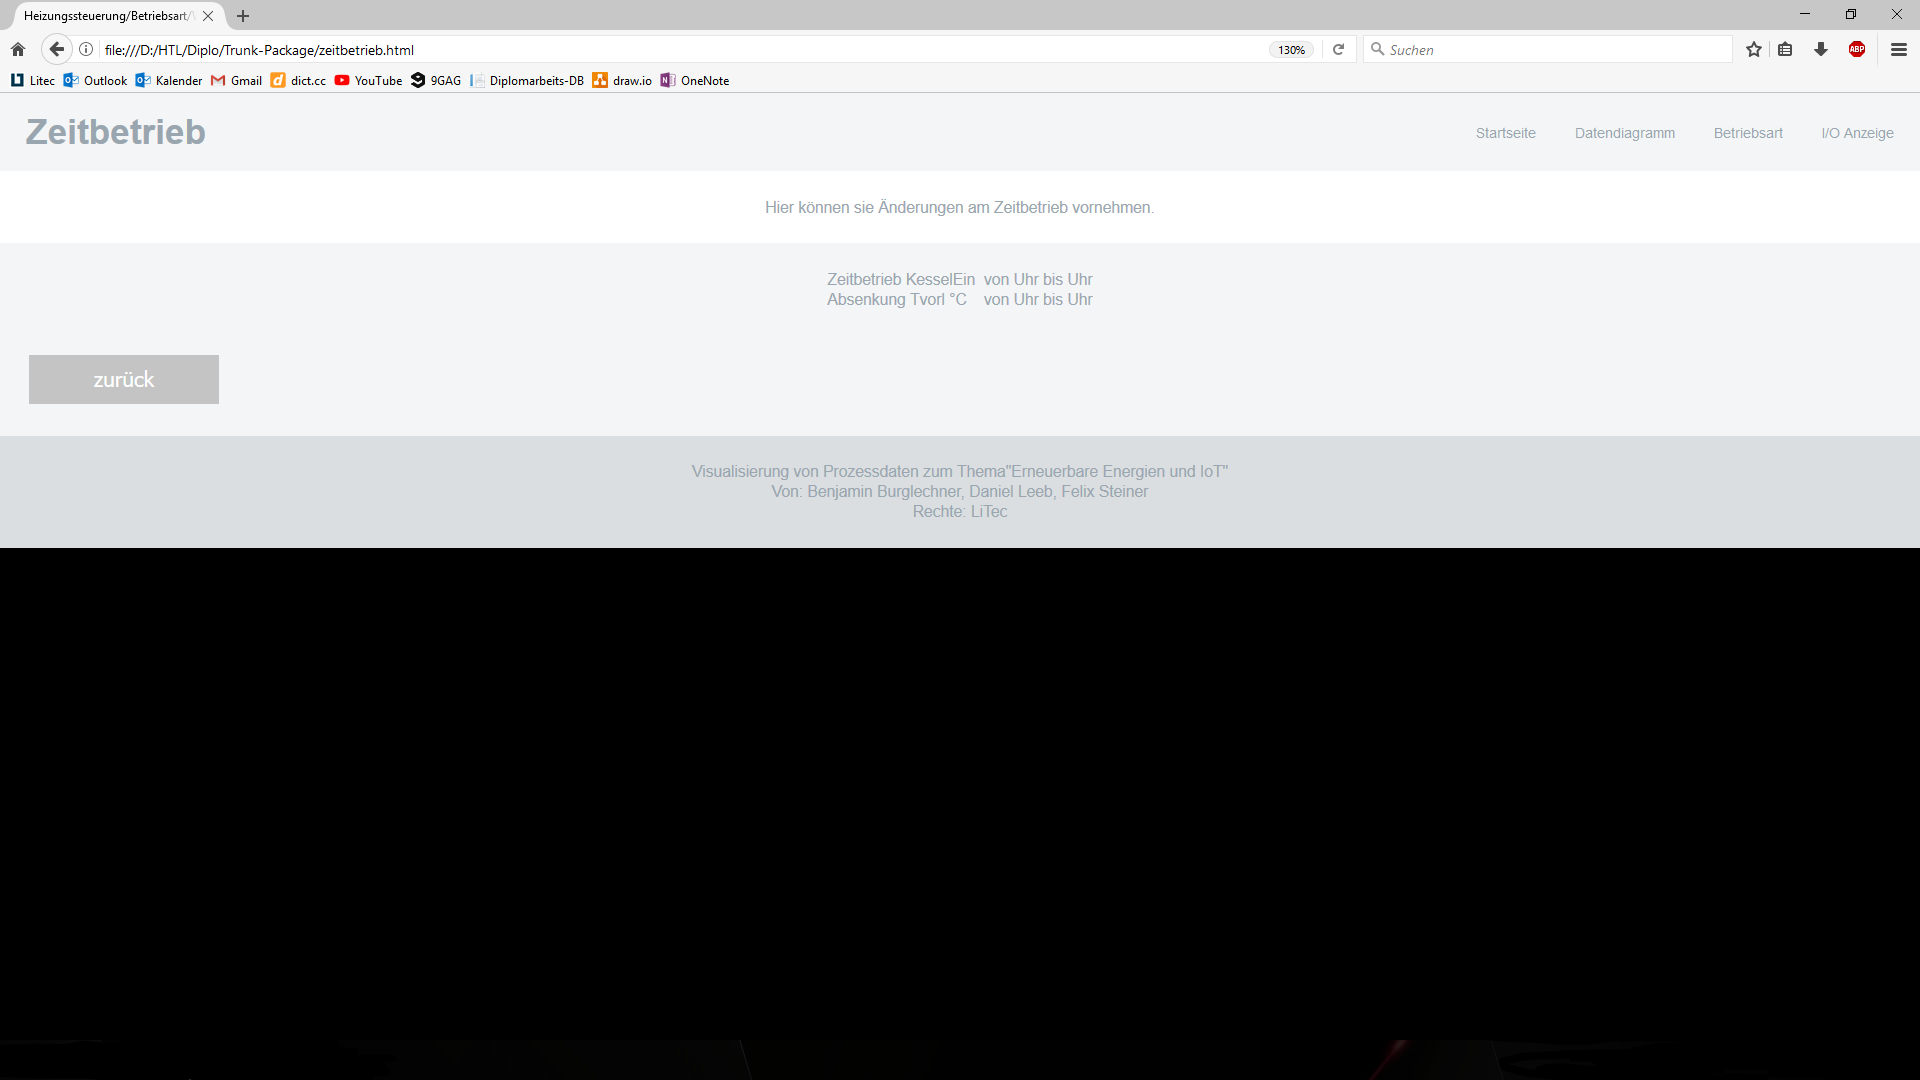 Heizungssteuerung/Betriebsart/
file:///D:/HTL/Diplo/Trunk-Package/zeitbetrieb.html
130%
Suchen
ABP
Litec
Outlook
Kalender
Gmail
dict.cc
YouTube
9GAG
Diplomarbeits-DB
draw.io
OneNote
Zeitbetrieb
Startseite
Datendiagramm
Betriebsart
I/O Anzeige
Hier können sie Änderungen am Zeitbetrieb vornehmen.
Zeitbetrieb KesselEin von Uhr bis Uhr
Absenkung Tvorl °C von Uhr bis Uhr
zurück
Visualisierung von Prozessdaten zum Thema"Erneuerbare Energien und IoT"
Von: Benjamin Burglechner, Daniel Leeb, Felix Steiner
Rechte: LiTec